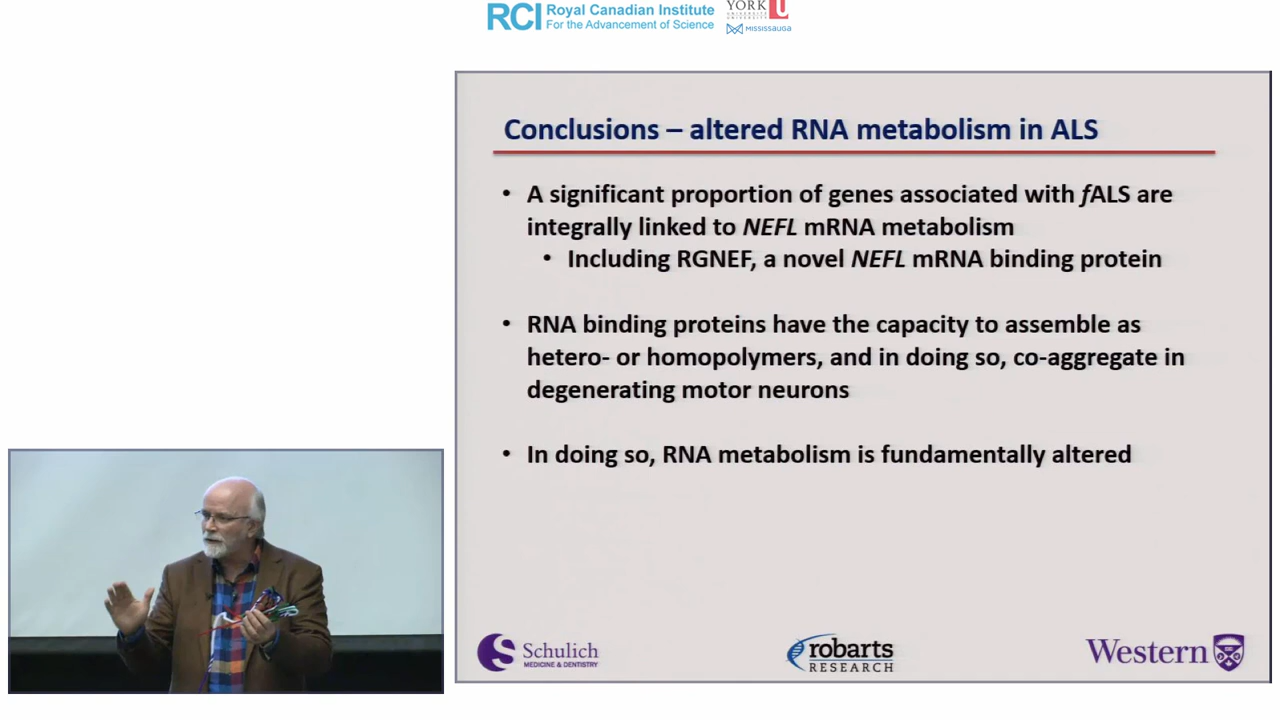 RCI Royal Canadian Institute
For the Advancement of Science
YORK U
UNIVERSITÉ
UNIVERSITY
MISSISSAUGA
Conclusions – altered RNA metabolism in ALS
• A significant proportion of genes associated with fALS are
integrally linked to NEFL mRNA metabolism
• Including RGNEF, a novel NEFL mRNA binding protein
• RNA binding proteins have the capacity to assemble as
hetero- or homopolymers, and in doing so, co-aggregate in
degenerating motor neurons
• In doing so, RNA metabolism is fundamentally altered
Schulich
MEDICINE & DENTISTRY
robarts
RESEARCH
Western